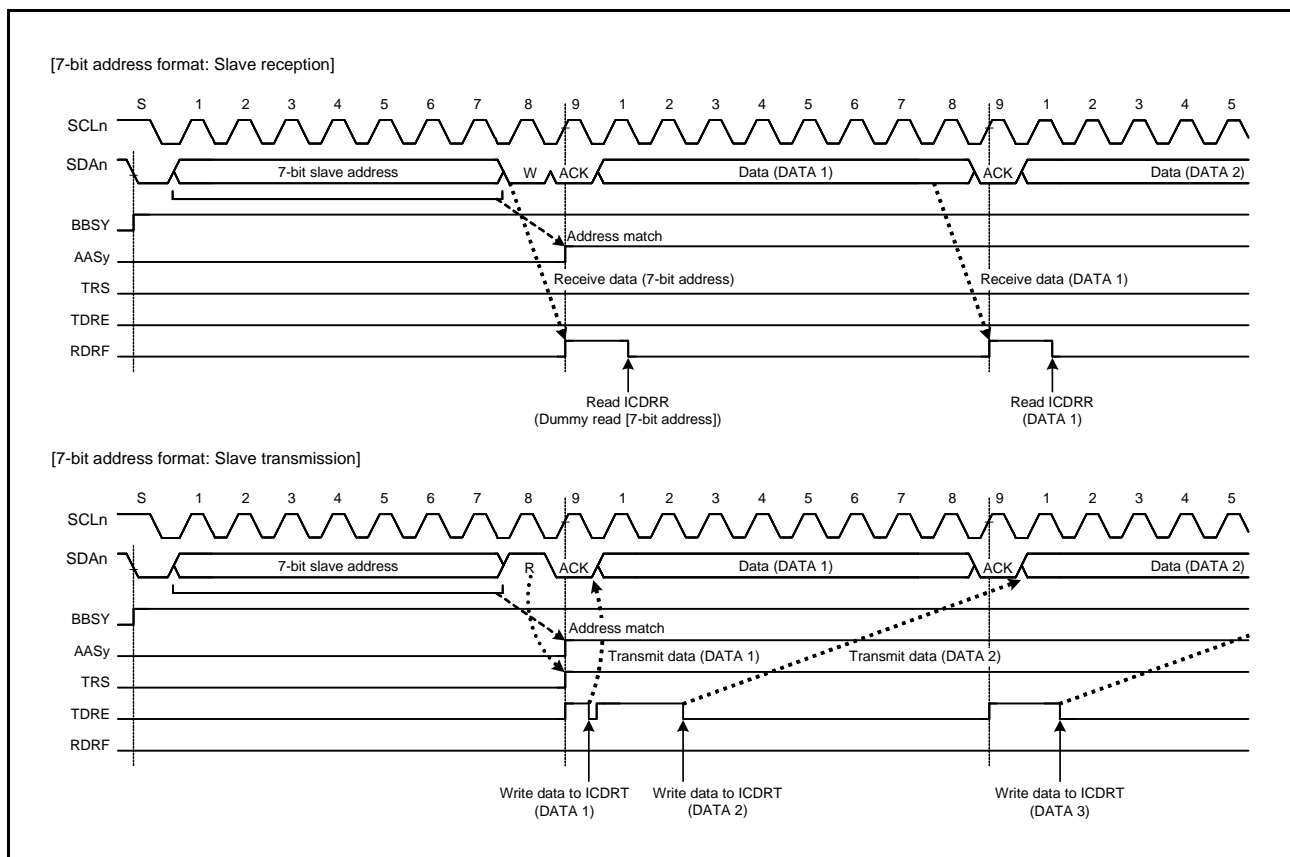 [7-bit address format: Slave reception]
S 1 2 3 4 5 6 7 8 9 1 2 3 4 5 6 7 8 9 1 2 3 4 5
SCLn
SDAn
7-bit slave address W ACK Data (DATA 1) ACK Data (DATA 2)
BBSY
Address match
AASy
Receive data (7-bit address) Receive data (DATA 1)
TRS
TDRE
RDRF
Read ICDRR
(Dummy read [7-bit address])
Read ICDRR
(DATA 1)
[7-bit address format: Slave transmission]
S 1 2 3 4 5 6 7 8 9 1 2 3 4 5 6 7 8 9 1 2 3 4 5
SCLn
SDAn
7-bit slave address R ACK Data (DATA 1) ACK Data (DATA 2)
BBSY
Address match
AASy
Transmit data (DATA 1) Transmit data (DATA 2)
TRS
TDRE
RDRF
Write data to ICDRT
(DATA 1)
Write data to ICDRT
(DATA 2)
Write data to ICDRT
(DATA 3)